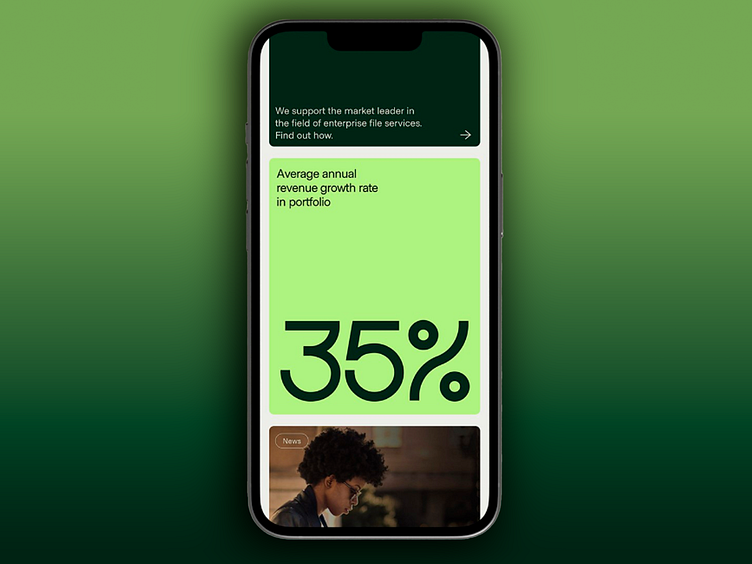 We support the market leader in
the field of enterprise file services.
Find out how.
Average annual
revenue growth rate
in portfolio
35%
News